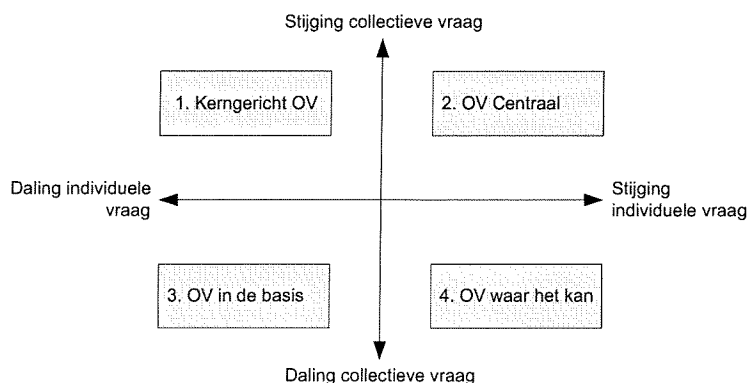 Stijging collectieve vraag
1. Kerngericht OV
2. OV Centraal
Daling individuele
vraag
Stijging
individuele vraag
3. OV in de basis
4. OV waar het kan
Daling collectieve vraag